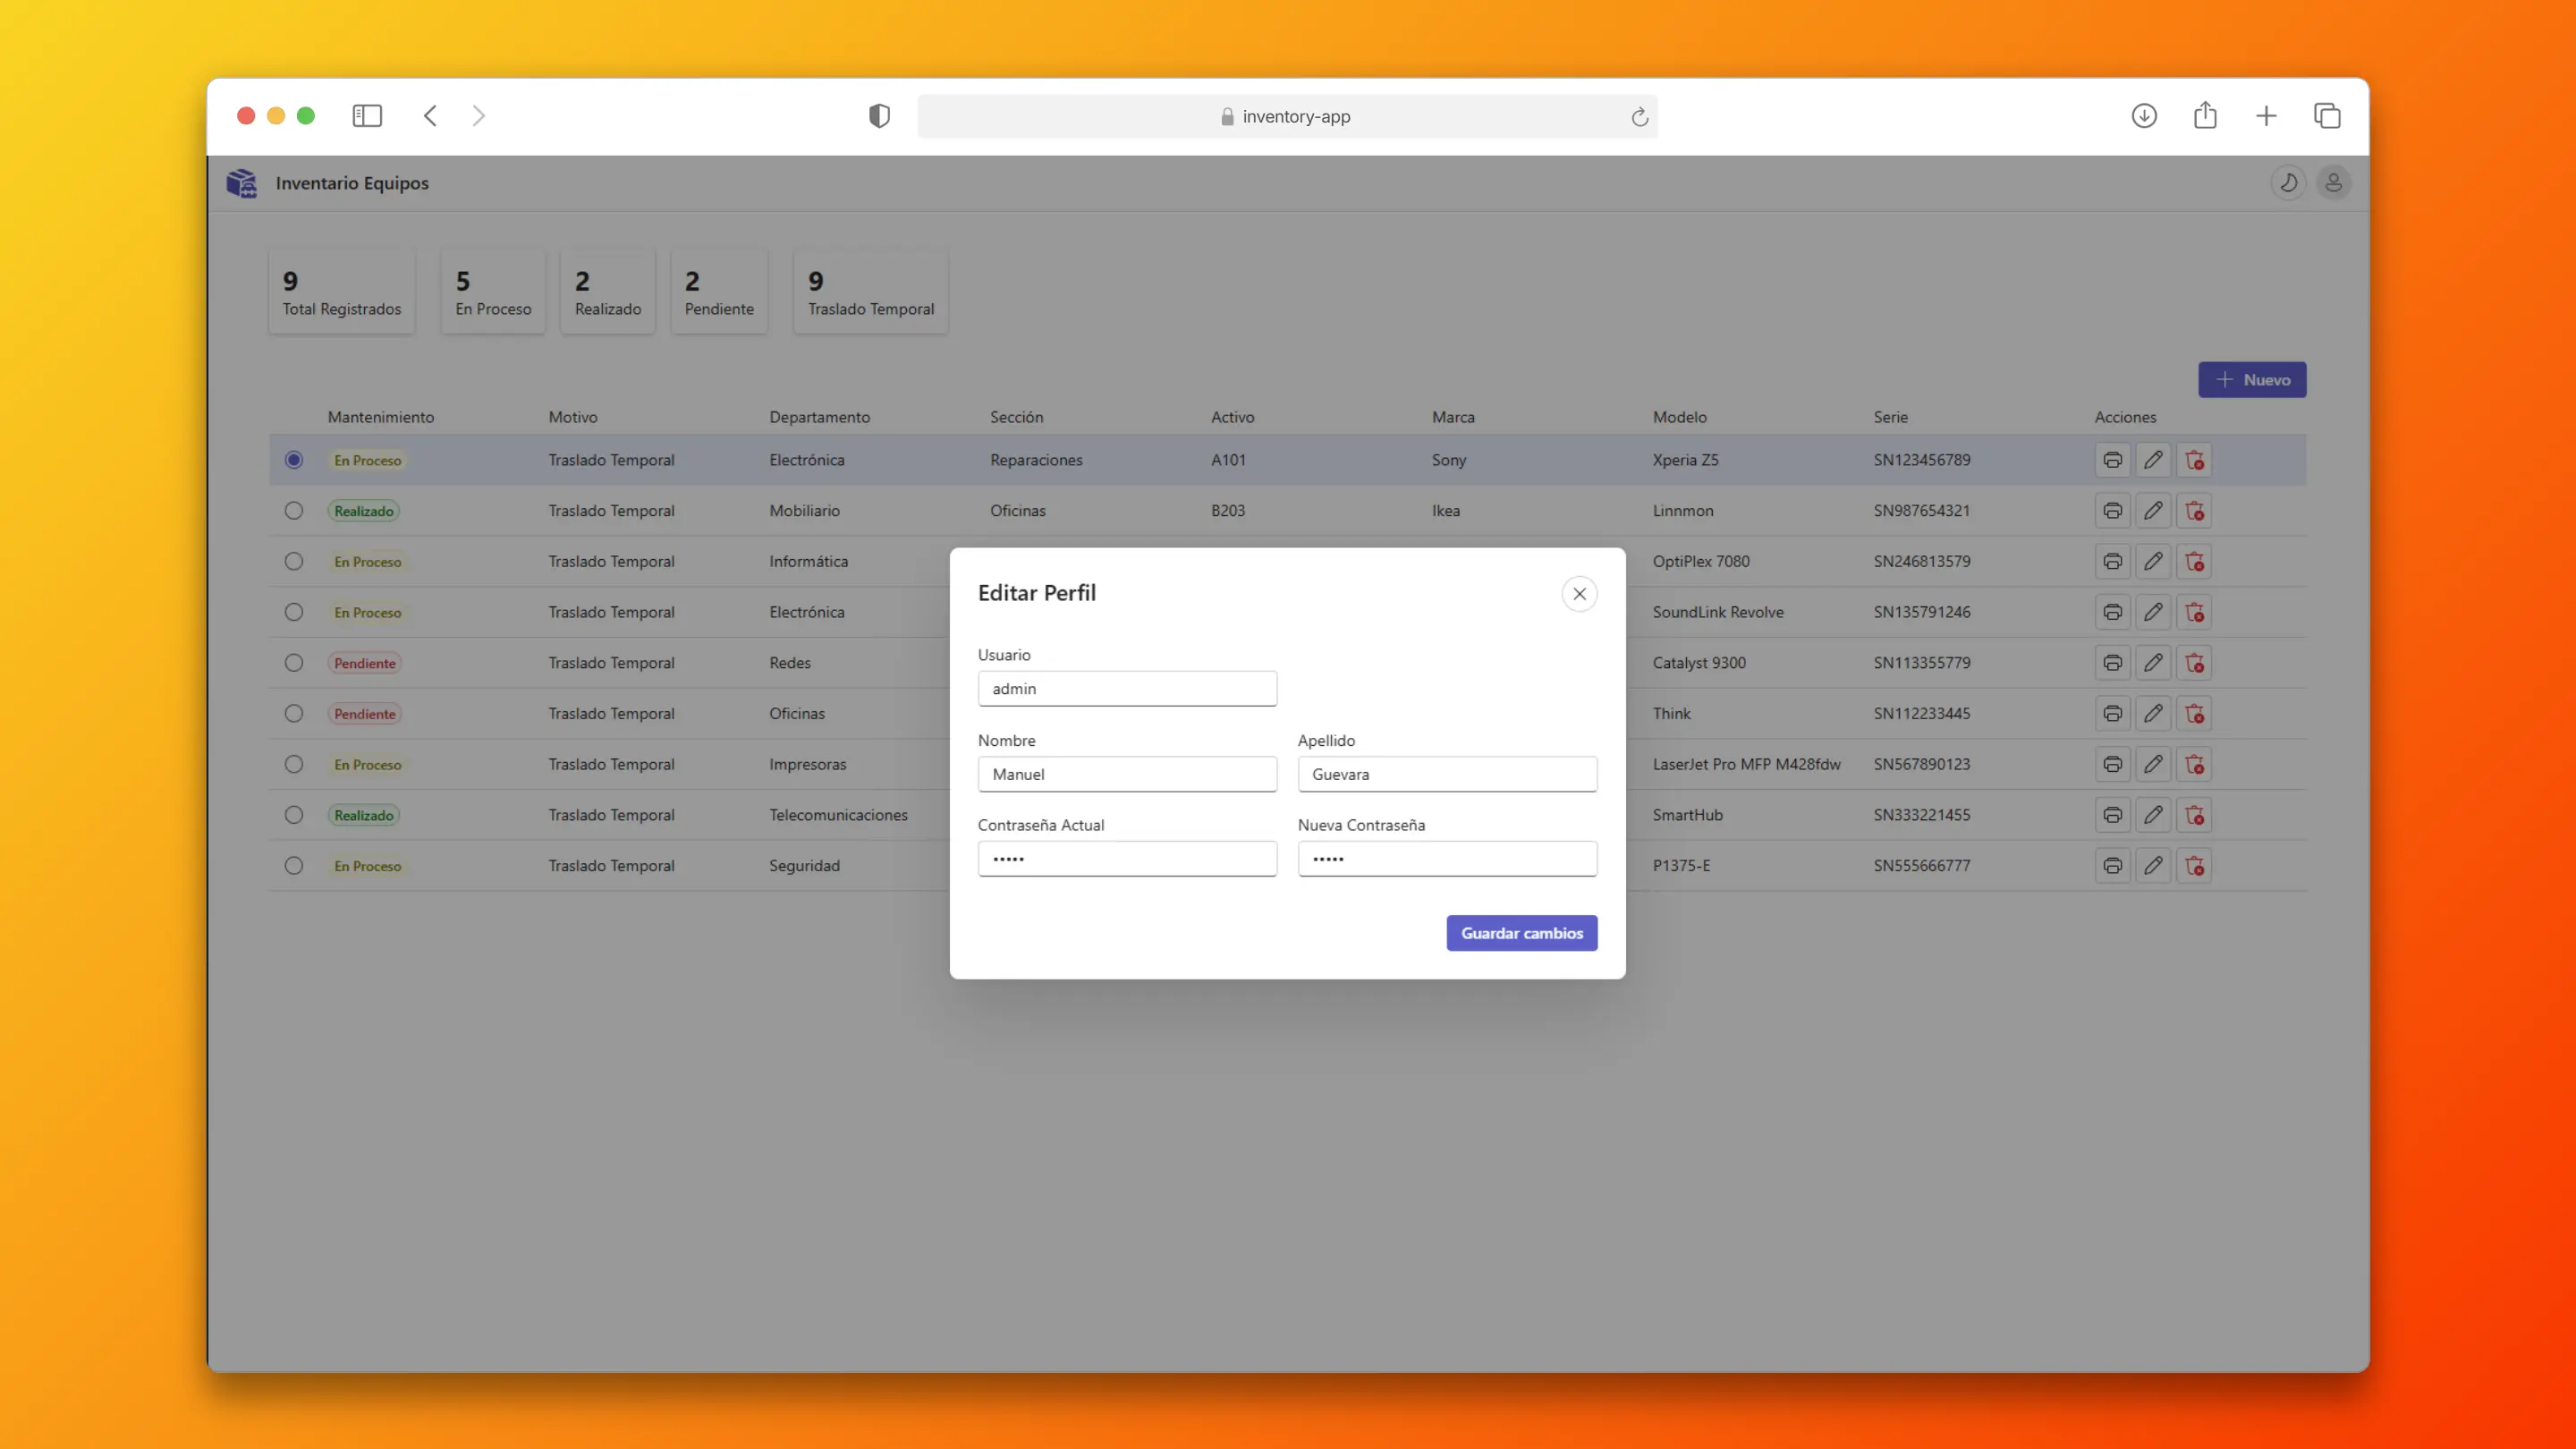 inventory-app
Inventario Equipos
9 5 2 2 9
Total Registrados En Proceso Realizado Pendiente Traslado Temporal
Nuevo
Mantenimiento Motivo Departamento Sección Activo Marca Modelo Serie Acciones
En Proceso Traslado Temporal Electrónica Reparaciones A101 Sony Xperia Z5 SN123456789
Realizado Traslado Temporal Mobiliario Oficinas B203 Ikea Linnmon SN987654321
En Proceso Traslado Temporal Informática OptiPlex 7080 SN246813579
En Proceso Traslado Temporal Electrónica SoundLink Revolve SN135791246
Pendiente Traslado Temporal Redes Catalyst 9300 SN113355779
Pendiente Traslado Temporal Oficinas Think SN112233445
En Proceso Traslado Temporal Impresoras LaserJet Pro MFP M428fdw SN567890123
Realizado Traslado Temporal Telecomunicaciones SmartHub SN333221455
En Proceso Traslado Temporal Seguridad P1375-E SN555666777
Editar Perfil
Usuario
admin
Nombre Apellido
Manuel Guevara
Contraseña Actual Nueva Contraseña
••••• •••••
Guardar cambios